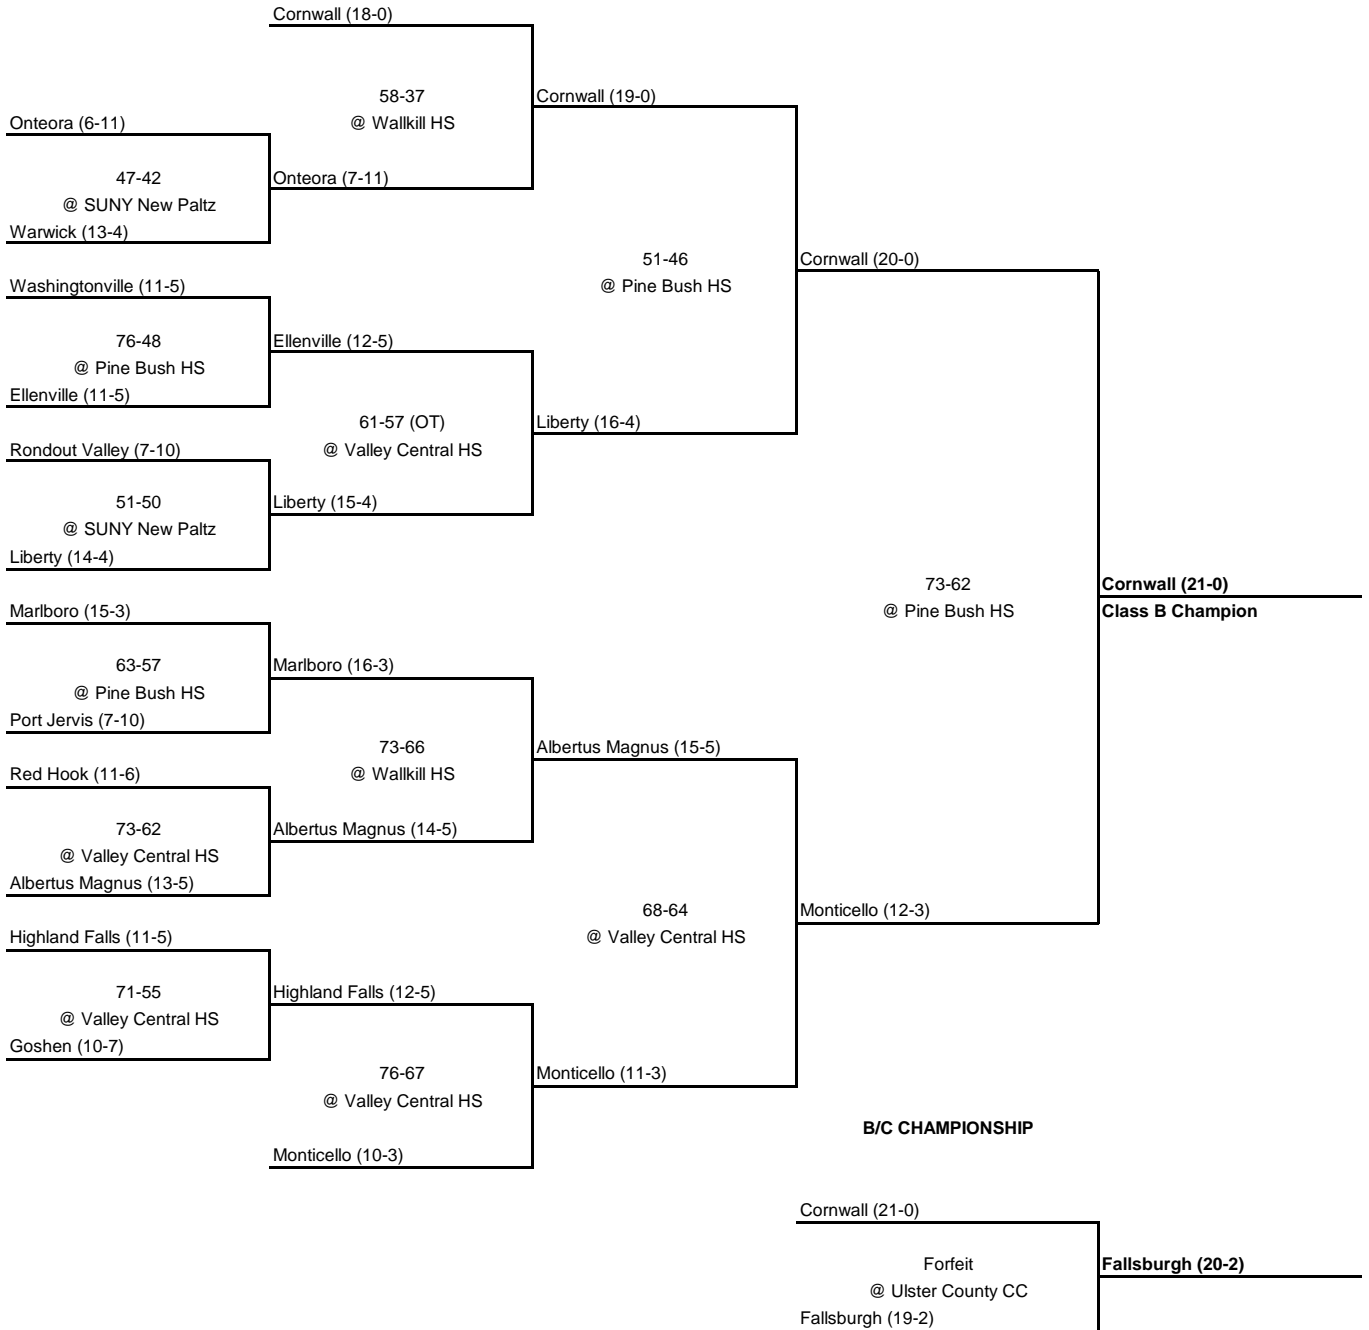 Cornwall (18-0)
58-37
@ Wallkill HS
Cornwall (19-0)
Onteora (6-11)
47-42
@ SUNY New Paltz
Onteora (7-11)
Warwick (13-4)
51-46
@ Pine Bush HS
Cornwall (20-0)
Washingtonville (11-5)
76-48
@ Pine Bush HS
Ellenville (12-5)
Ellenville (11-5)
61-57 (OT)
@ Valley Central HS
Liberty (16-4)
Rondout Valley (7-10)
51-50
@ SUNY New Paltz
Liberty (15-4)
Liberty (14-4)
73-62
@ Pine Bush HS
Cornwall (21-0)
Class B Champion
Marlboro (15-3)
63-57
@ Pine Bush HS
Marlboro (16-3)
Port Jervis (7-10)
73-66
@ Wallkill HS
Albertus Magnus (15-5)
Red Hook (11-6)
73-62
@ Valley Central HS
Albertus Magnus (14-5)
Albertus Magnus (13-5)
68-64
@ Valley Central HS
Monticello (12-3)
Highland Falls (11-5)
71-55
@ Valley Central HS
Highland Falls (12-5)
Goshen (10-7)
76-67
@ Valley Central HS
Monticello (11-3)
Monticello (10-3)
B/C CHAMPIONSHIP
Cornwall (21-0)
Forfeit
@ Ulster County CC
Fallsburgh (20-2)
Fallsburgh (19-2)